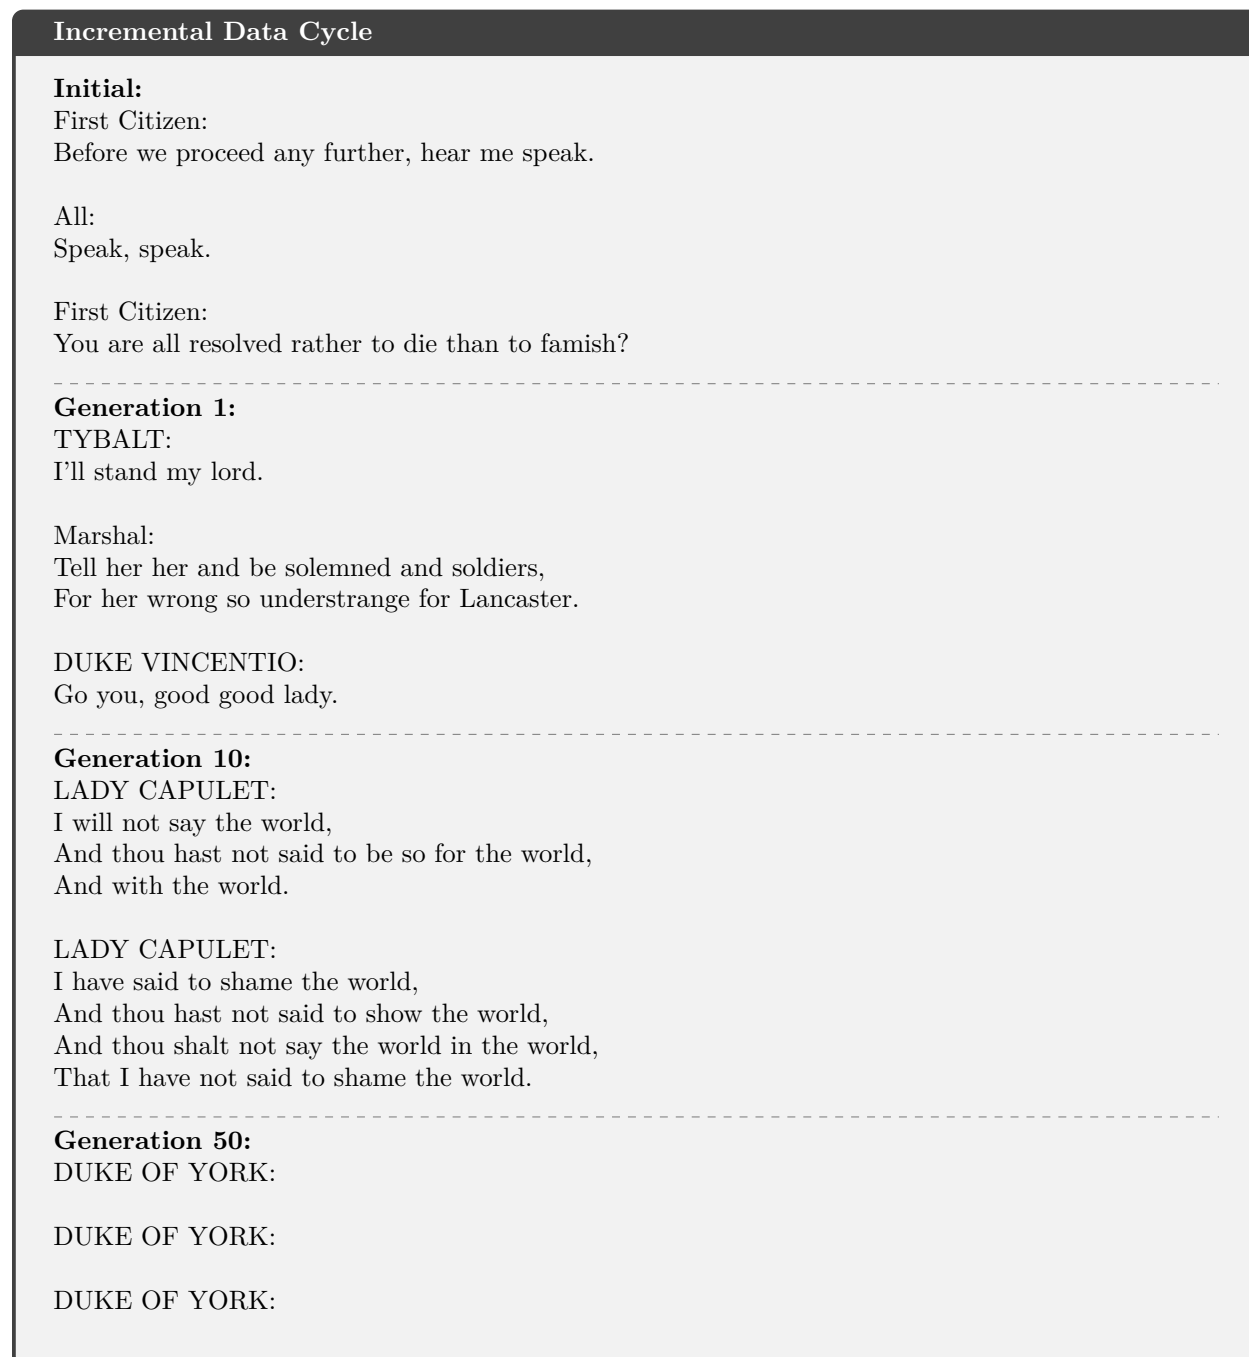 Incremental Data Cycle
Initial:
First Citizen:
Before we proceed any further, hear me speak.
All:
Speak, speak.
First Citizen:
You are all resolved rather to die than to famish?
Generation 1:
TYBALT:
I'll stand my lord.
Marshal:
Tell her her and be solemned and soldiers,
For her wrong so understrange for Lancaster.
DUKE VINCENTIO:
Go you, good good lady.
Generation 10:
LADY CAPULET:
I will not say the world,
And thou hast not said to be so for the world,
And with the world.
LADY CAPULET:
I have said to shame the world,
And thou hast not said to show the world,
And thou shalt not say the world in the world,
That I have not said to shame the world.
Generation 50:
DUKE OF YORK:
DUKE OF YORK:
DUKE OF YORK: